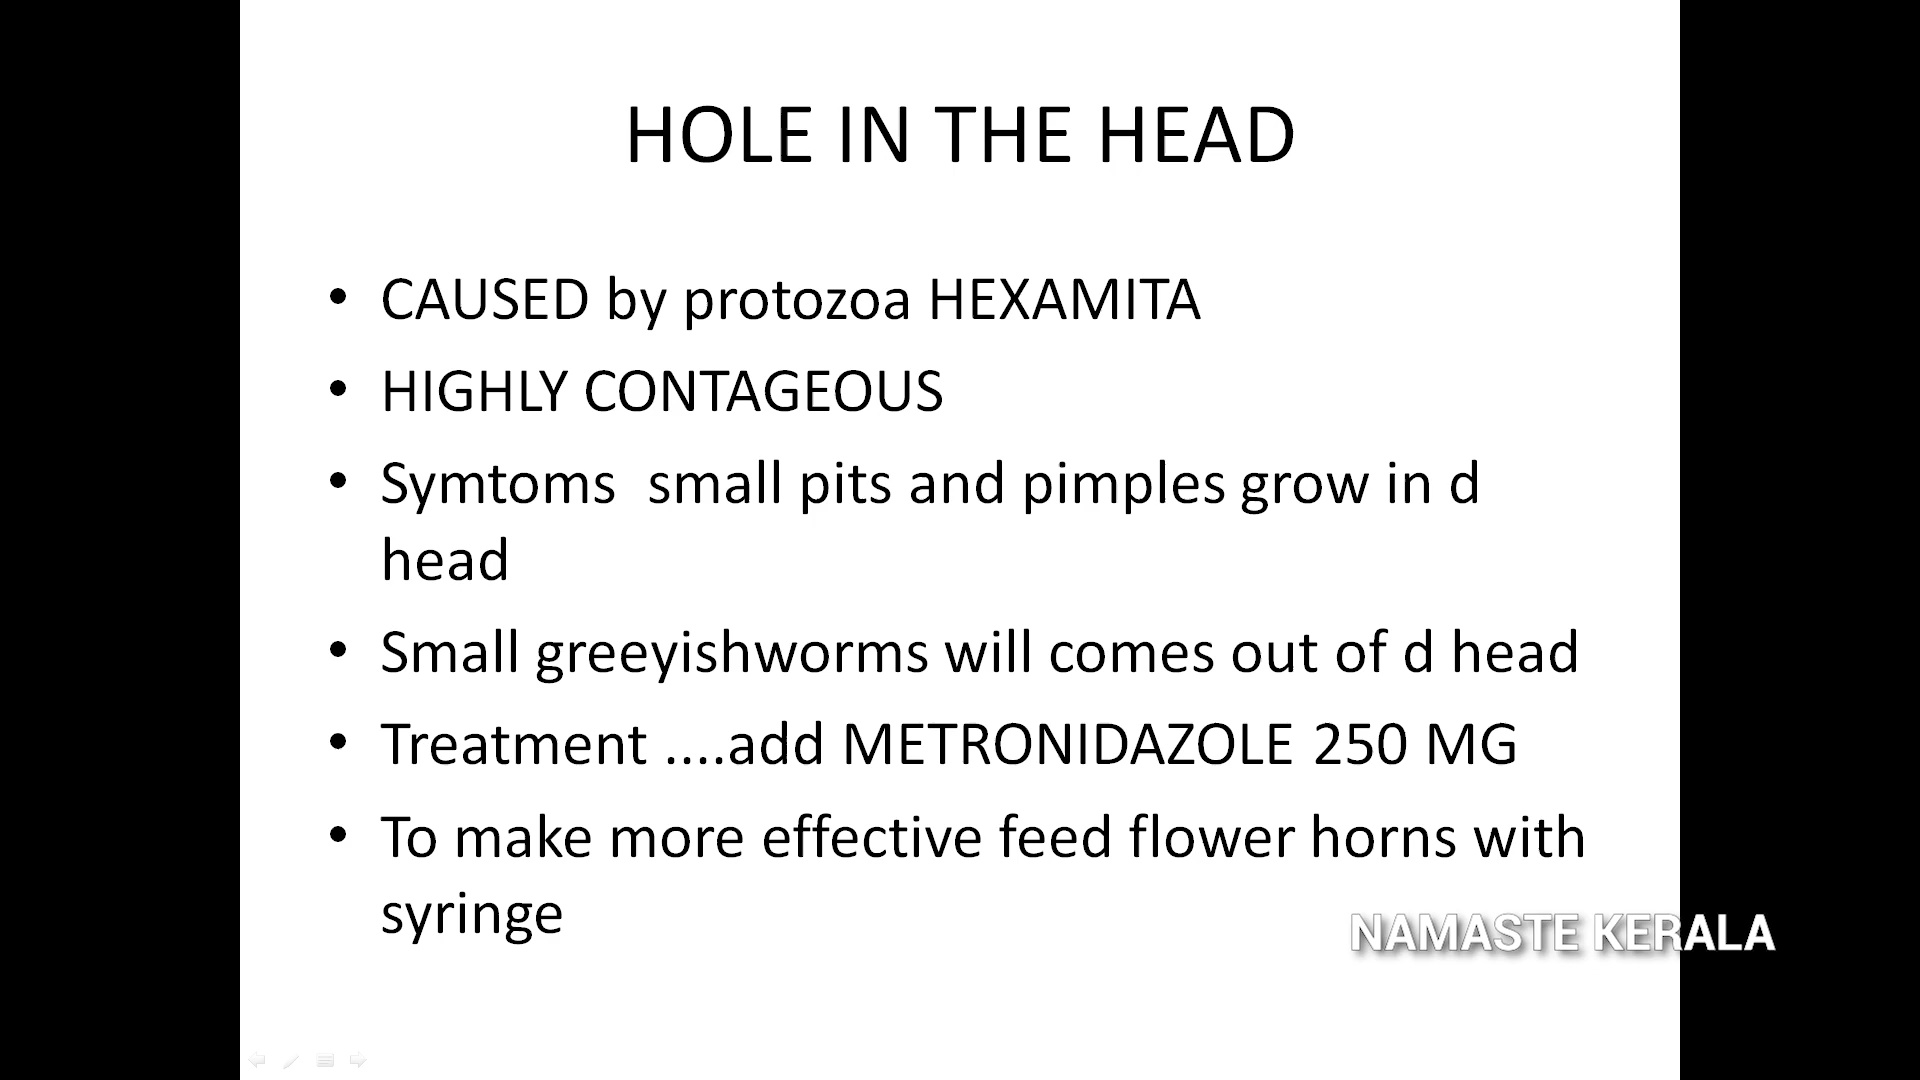 HOLE IN THE HEAD
• CAUSED by protozoa HEXAMITA
• HIGHLY CONTAGEOUS
• Symtoms  small pits and pimples grow in d
head
• Small greeyishworms will comes out of d head
• Treatment ....add METRONIDAZOLE 250 MG
• To make more effective feed flower horns with
syringe
NAMASTE KERALA